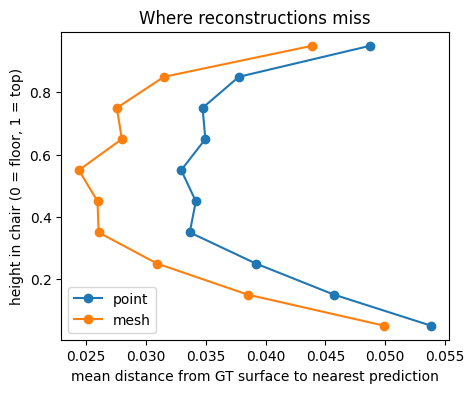 Where reconstructions miss
height in chair (0 = floor, 1 = top)
0.8
0.6
0.4
0.2
point
mesh
0.025 0.030 0.035 0.040 0.045 0.050 0.055
mean distance from GT surface to nearest prediction